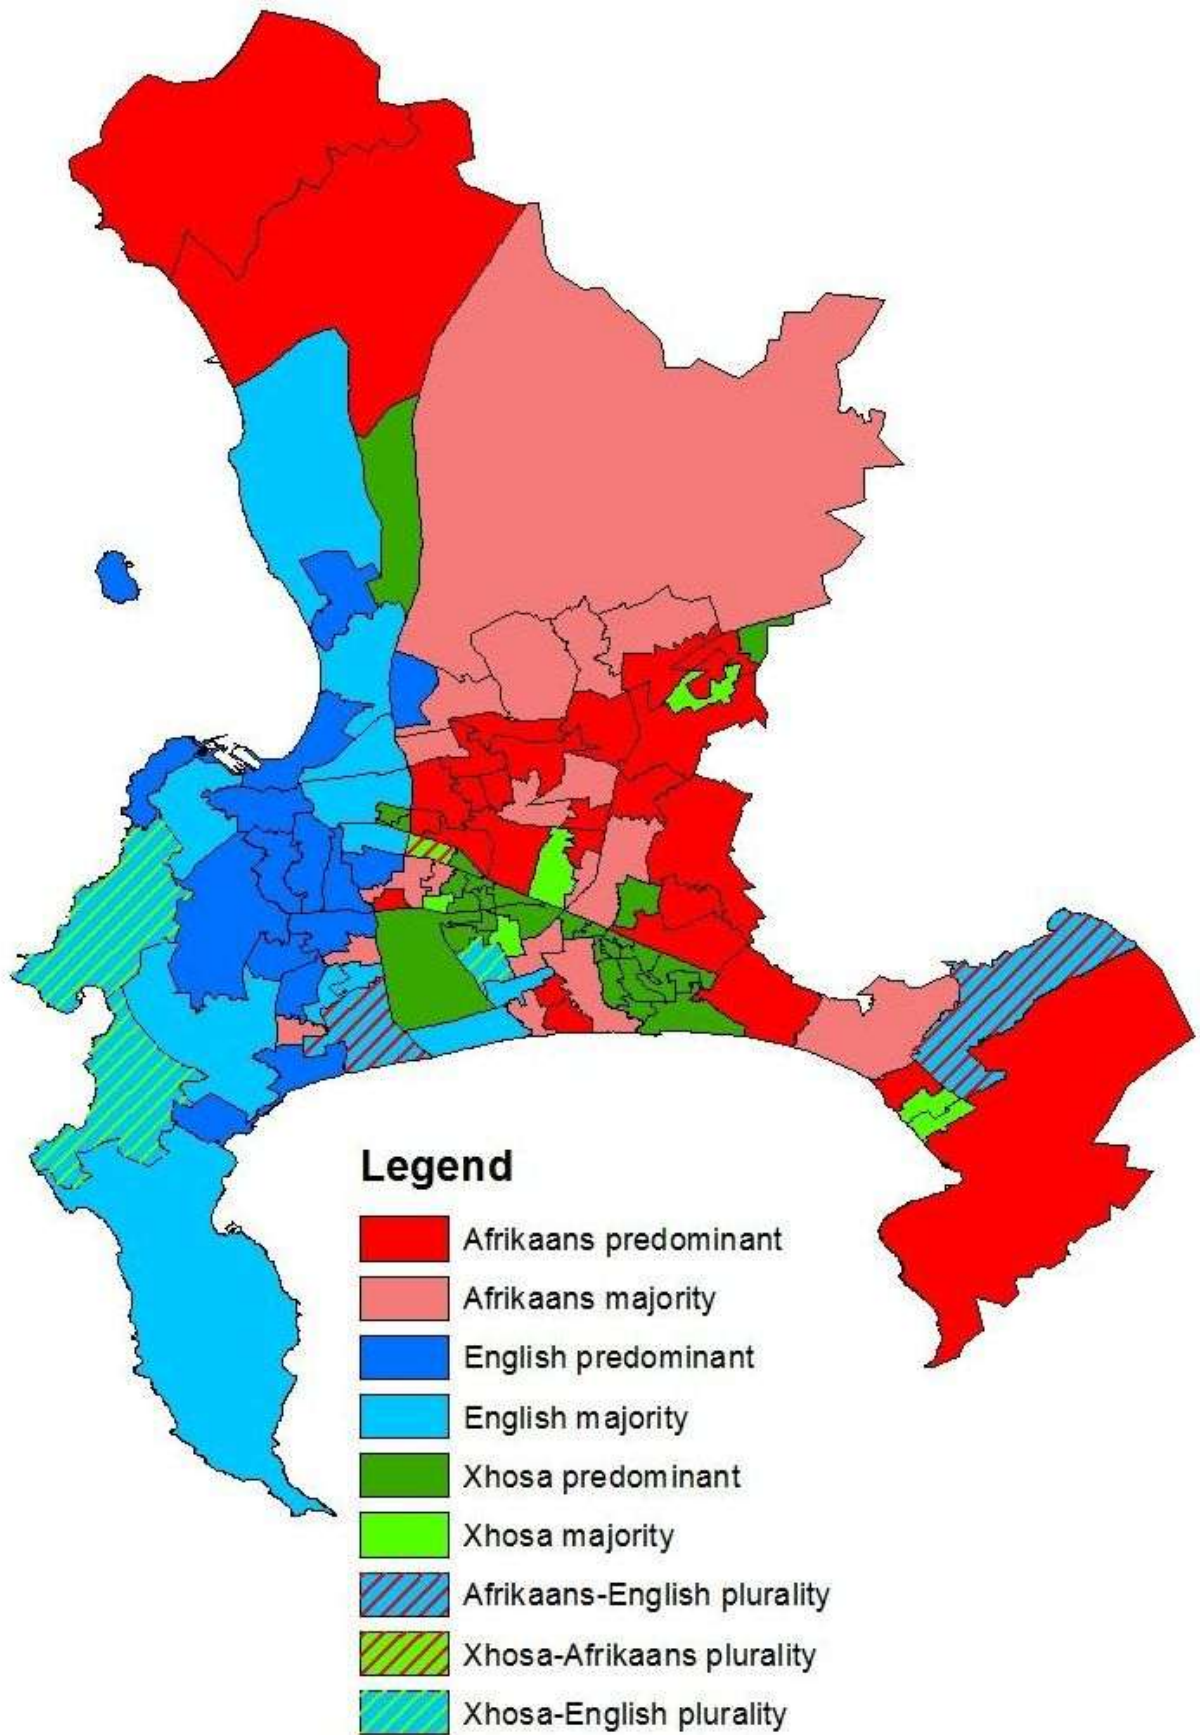 Legend
Afrikaans predominant
Afrikaans majority
English predominant
English majority
Xhosa predominant
Xhosa majority
Afrikaans-English plurality
Xhosa-Afrikaans plurality
Xhosa-English plurality